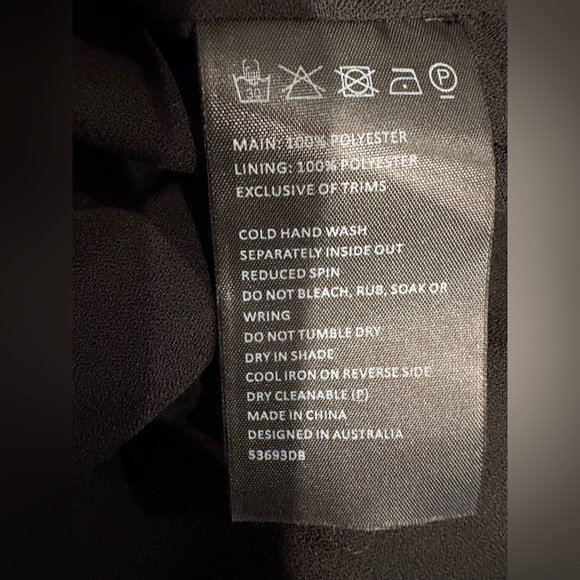 30 P
MAIN: 100% POLYESTER
LINING: 100% POLYESTER
EXCLUSIVE OF TRIMS
COLD HAND WASH
SEPARATELY INSIDE OUT
REDUCED SPIN
DO NOT BLEACH, RUB, SOAK OR
WRING
DO NOT TUMBLE DRY
DRY IN SHADE
COOL IRON ON REVERSE SIDE
DRY CLEANABLE (P)
MADE IN CHINA
DESIGNED IN AUSTRALIA
53693DB